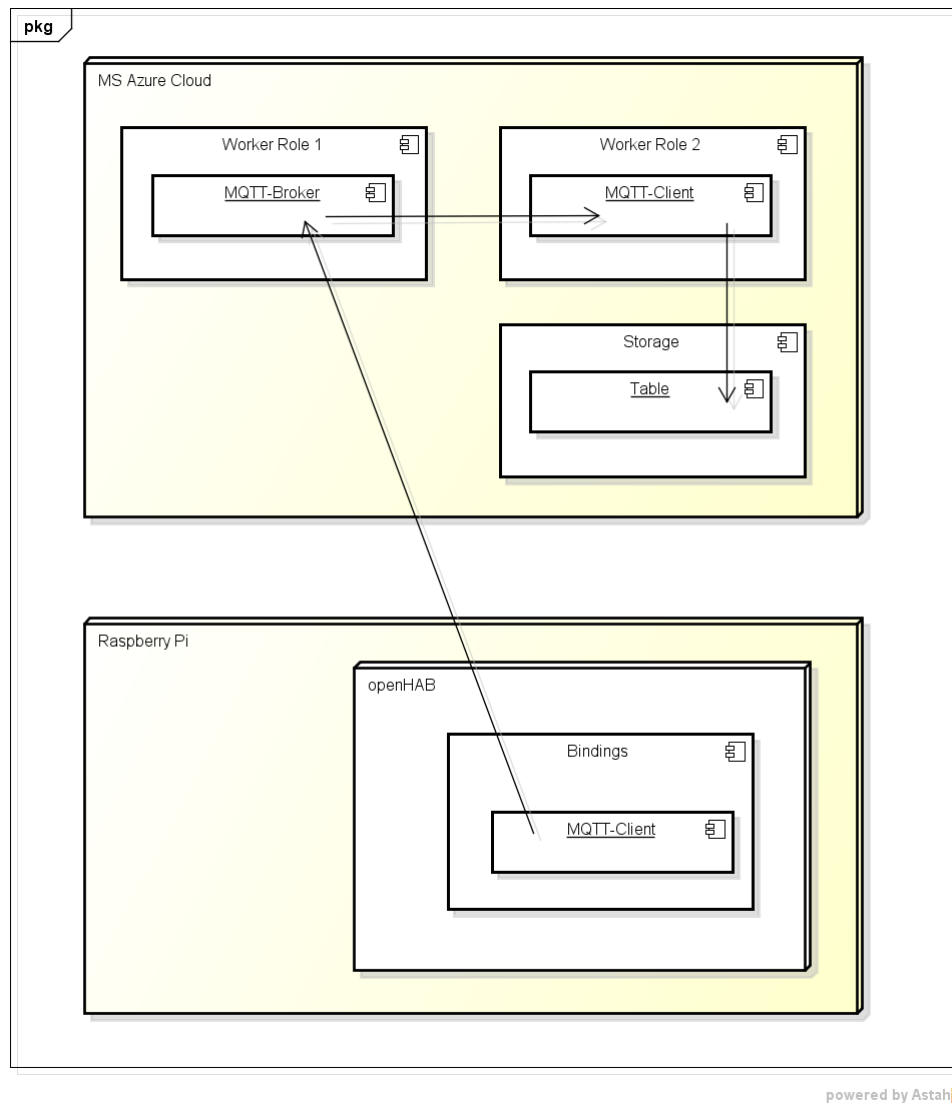 pkg
MS Azure Cloud
Worker Role 1
Worker Role 2
MQTT-Broker
MQTT-Client
Storage
Table
Raspberry Pi
openHAB
Bindings
MQTT-Client
powered by Astah